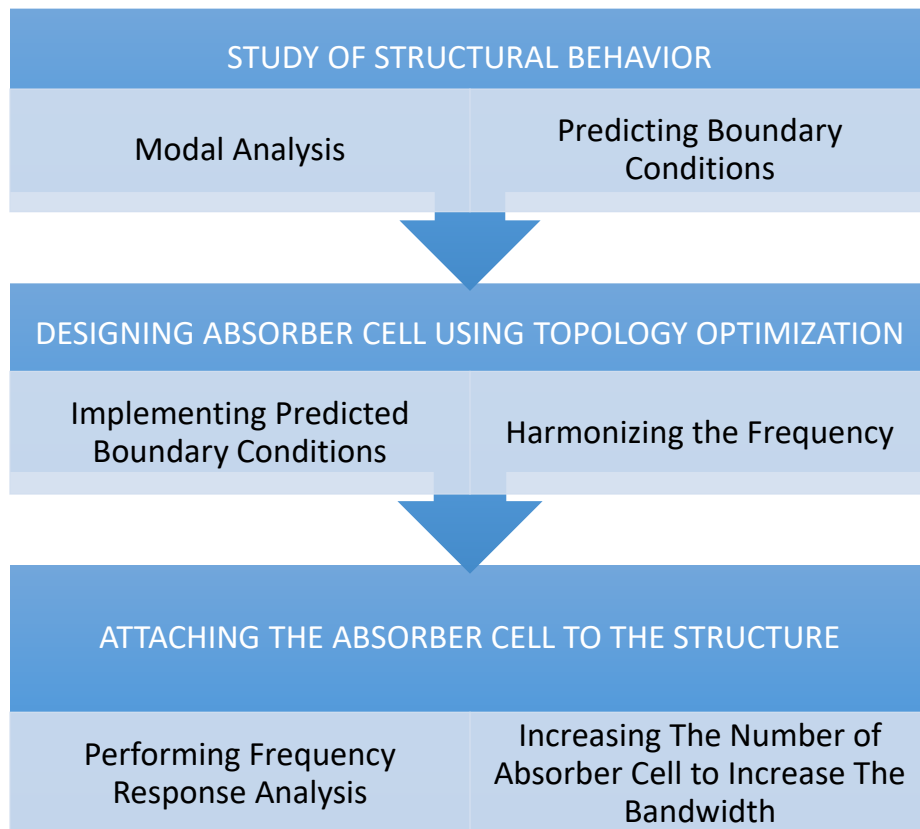 STUDY OF STRUCTURAL BEHAVIOR
Modal Analysis
Predicting Boundary
Conditions
DESIGNING ABSORBER CELL USING TOPOLOGY OPTIMIZATION
Implementing Predicted
Boundary Conditions
Harmonizing the Frequency
ATTACHING THE ABSORBER CELL TO THE STRUCTURE
Performing Frequency
Response Analysis
Increasing The Number of
Absorber Cell to Increase The
Bandwidth